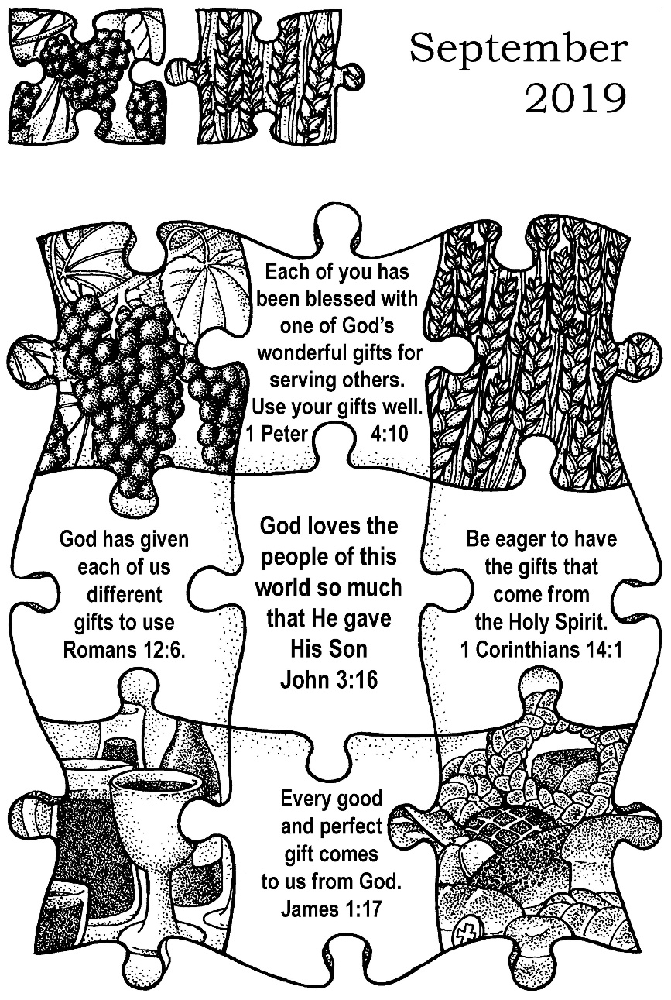 September
2019
Each of you has
been blessed with
one of God’s
wonderful gifts for
serving others.
Use your gifts well.
1 Peter 4:10
God has given
each of us
different
gifts to use
Romans 12:6.
God loves the
people of this
world so much
that He gave
His Son
John 3:16
Be eager to have
the gifts that
come from
the Holy Spirit.
1 Corinthians 14:1
Every good
and perfect
gift comes
to us from God.
James 1:17